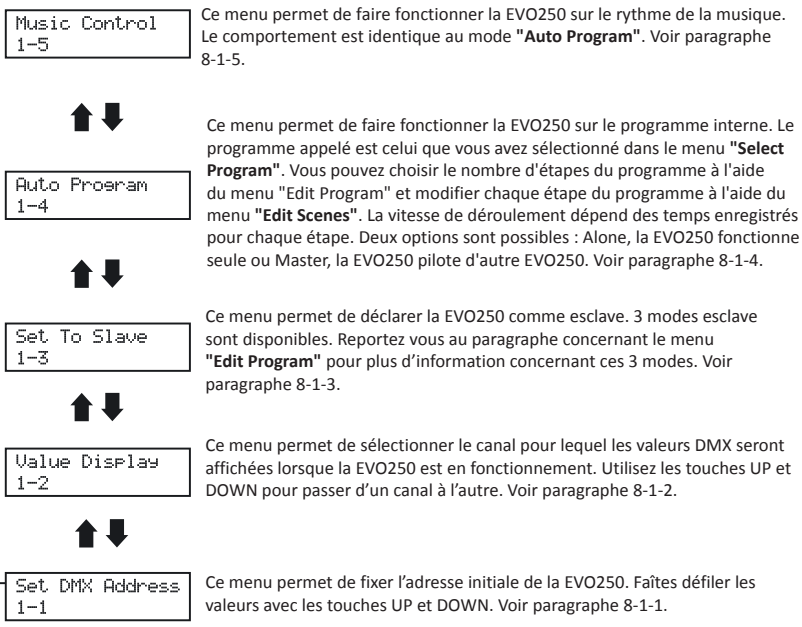 Music Control
1-5
Ce menu permet de faire fonctionner la EVO250 sur le rythme de la musique.
Le comportement est identique au mode "Auto Program". Voir paragraphe
8-1-5.
Ce menu permet de faire fonctionner la EVO250 sur le programme interne. Le
programme appelé est celui que vous avez sélectionné dans le menu "Select
Program". Vous pouvez choisir le nombre d'étapes du programme à l'aide
du menu "Edit Program" et modifier chaque étape du programme à l'aide du
menu "Edit Scenes". La vitesse de déroulement dépend des temps enregistrés
pour chaque étape. Deux options sont possibles : Alone, la EVO250 fonctionne
seule ou Master, la EVO250 pilote d'autre EVO250. Voir paragraphe 8-1-4.
Auto Program
1-4
Ce menu permet de déclarer la EVO250 comme esclave. 3 modes esclave
sont disponibles. Reportez vous au paragraphe concernant le menu
"Edit Program" pour plus d’information concernant ces 3 modes. Voir
paragraphe 8-1-3.
Set To Slave
1-3
Ce menu permet de sélectionner le canal pour lequel les valeurs DMX seront
affichées lorsque la EVO250 est en fonctionnement. Utilisez les touches UP et
DOWN pour passer d’un canal à l’autre. Voir paragraphe 8-1-2.
Value Display
1-2
Set DMX Address
1-1
Ce menu permet de fixer l’adresse initiale de la EVO250. Faîtes défiler les
valeurs avec les touches UP et DOWN. Voir paragraphe 8-1-1.